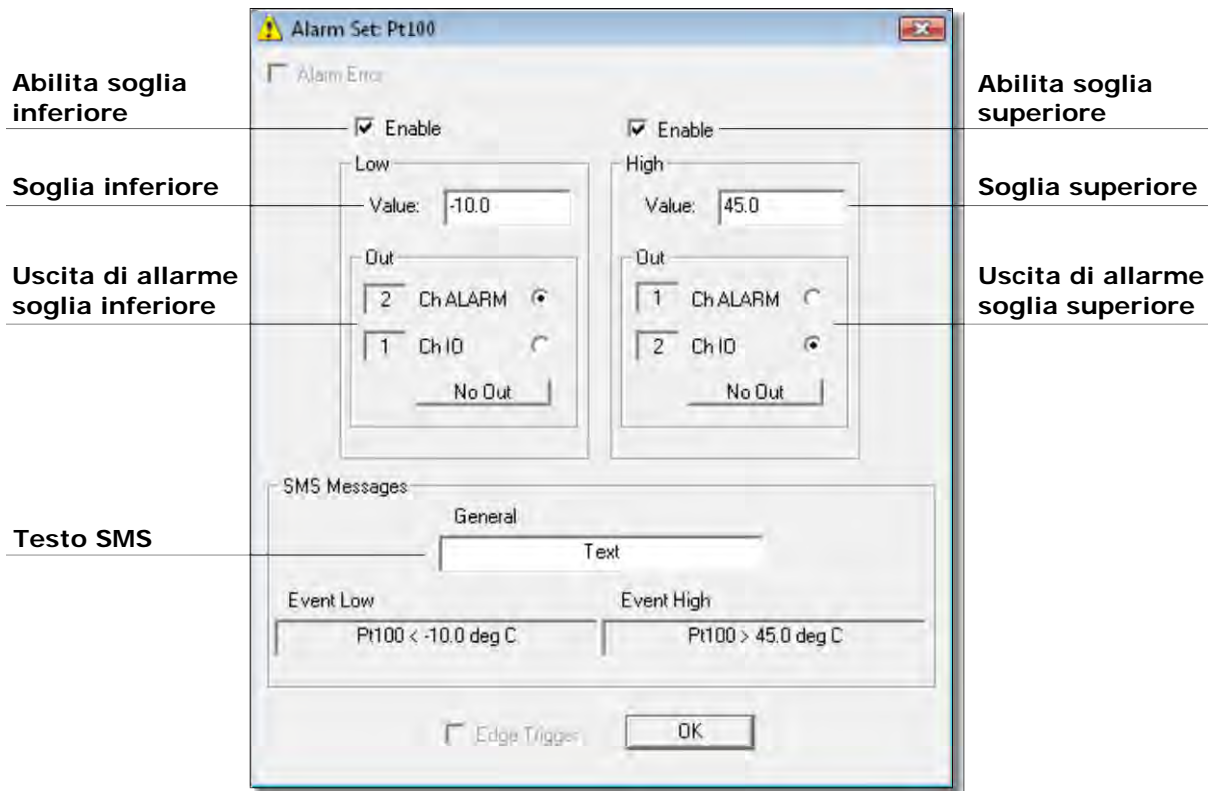 Alarm Set: Pt100
Alarm Error
Abilita soglia
inferiore
Enable
Enable
Abilita soglia
superiore
Low
High
Soglia inferiore
Value:
-10.0
Value:
45.0
Soglia superiore
Out
Out
Uscita di allarme
soglia inferiore
2 Ch ALARM
1 Ch ALARM
Uscita di allarme
soglia superiore
1 Ch IO
2 Ch IO
No Out
No Out
SMS Messages
General
Testo SMS
Text
Event Low
Event High
Pt100 < -10.0 deg C
Pt100 > 45.0 deg C
Edge Trigger
OK